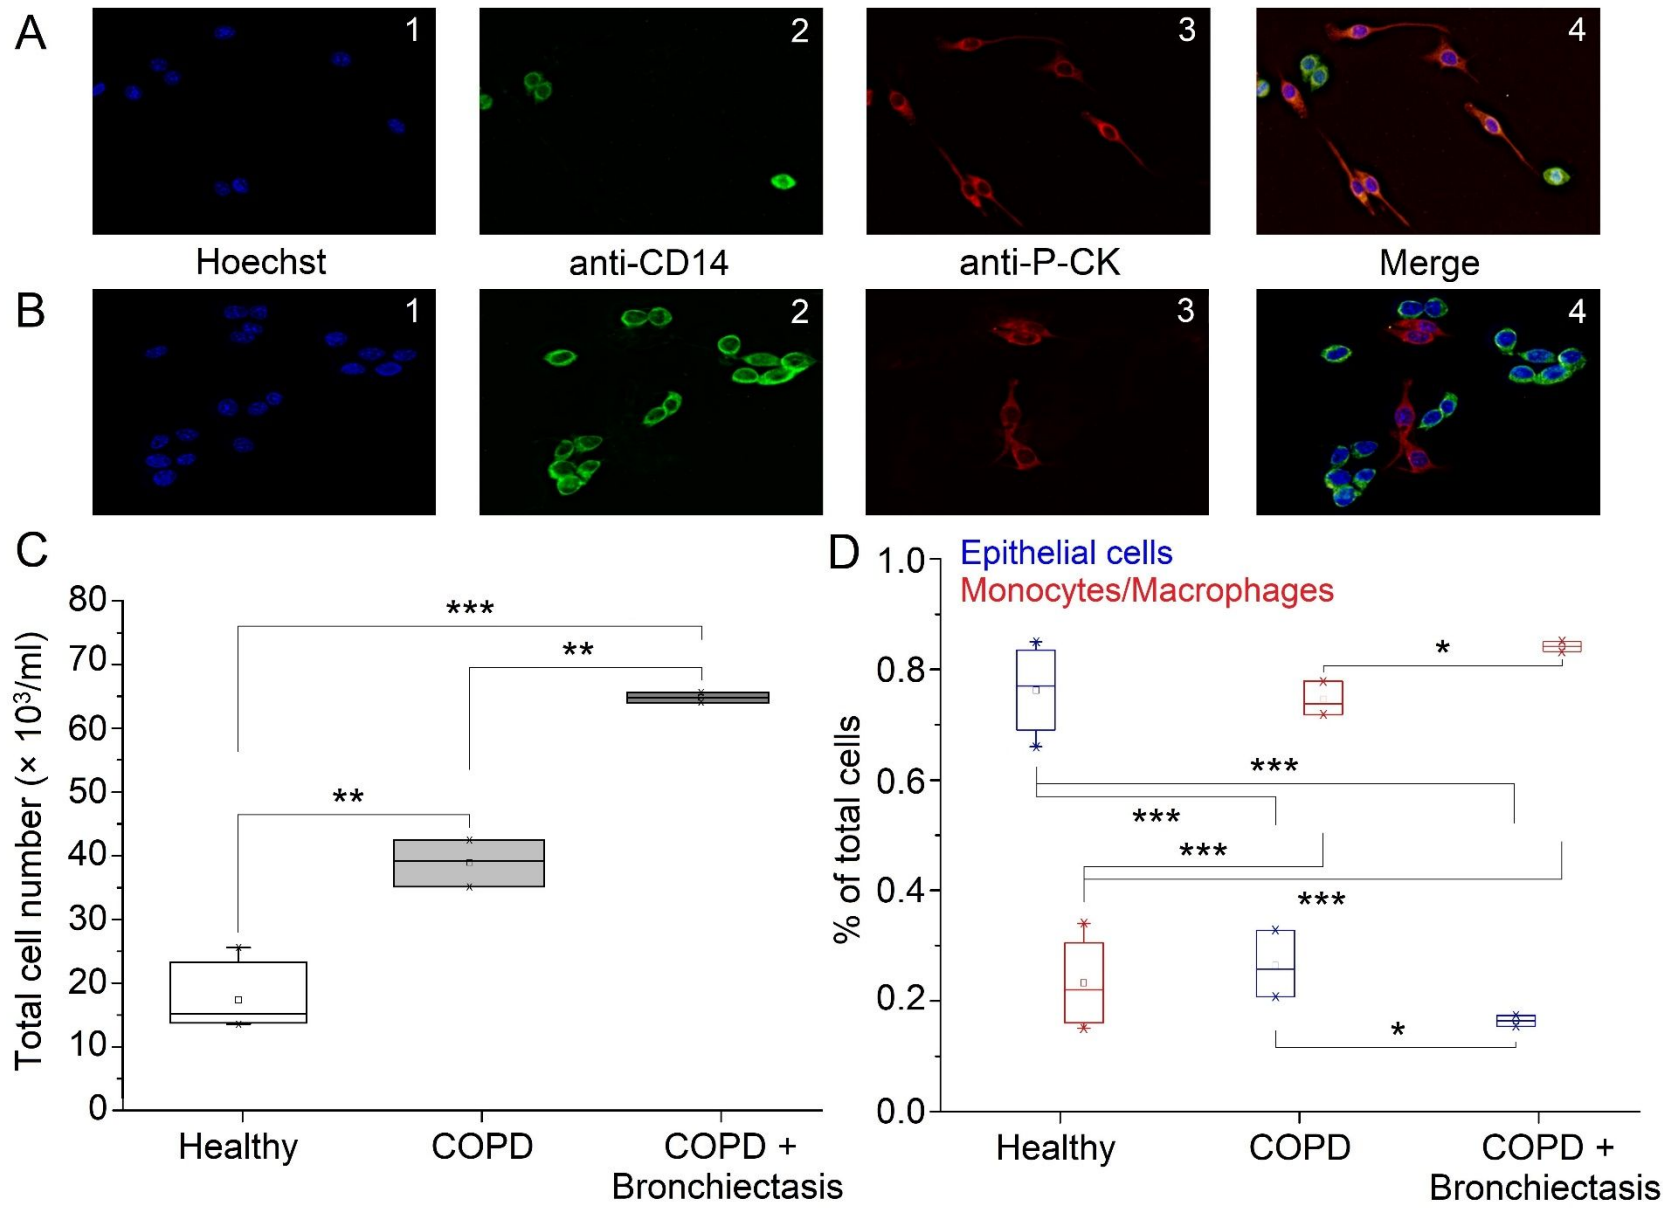 A
1
2
3
4
Hoechst
anti-CD14
anti-P-CK
Merge
B
1
2
3
4
C
Total cell number (× 10³/ml)
80
70
60
50
40
30
20
10
0
***
**
**
Healthy
COPD
COPD +
Bronchiectasis
D
Epithelial cells
Monocytes/Macrophages
% of total cells
1.0
0.8
0.6
0.4
0.2
0.0
*
***
***
***
***
*
Healthy
COPD
COPD +
Bronchiectasis